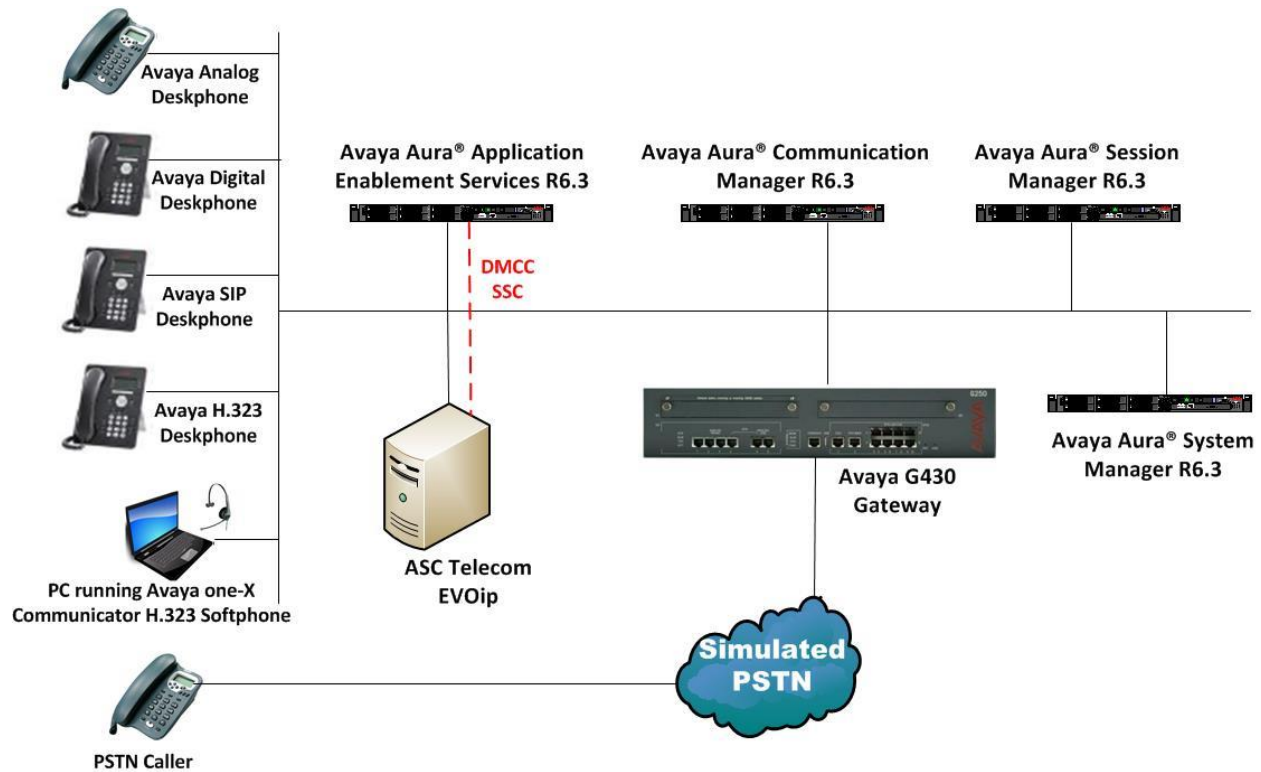 Avaya Analog
Deskphone
Avaya Digital
Deskphone
Avaya SIP
Deskphone
Avaya H.323
Deskphone
PC running Avaya one-X
Communicator H.323 Softphone
PSTN Caller
Avaya Aura® Application
Enablement Services R6.3
Avaya Aura® Communication
Manager R6.3
Avaya Aura® Session
Manager R6.3
DMCC
SSC
ASC Telecom
EVOip
AVAYA
Avaya G430
Gateway
Avaya Aura® System
Manager R6.3
Simulated
PSTN